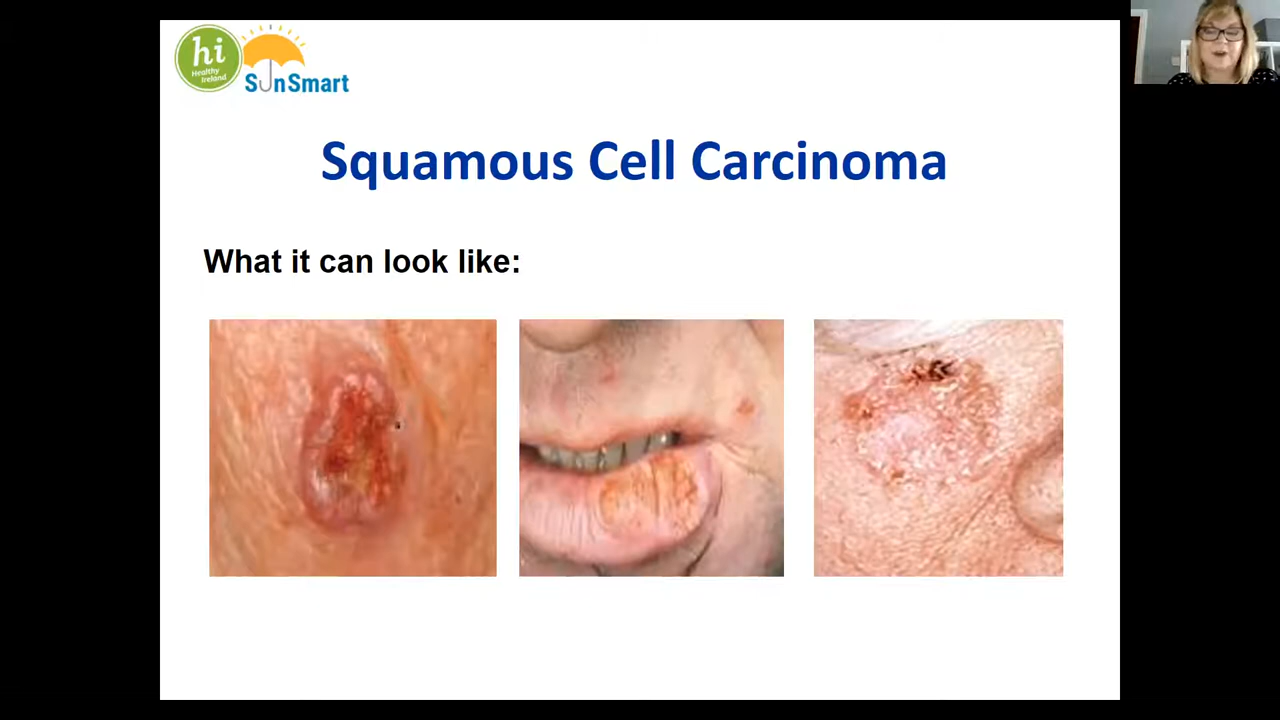 hi
Healthy
Ireland
SunSmart
Squamous Cell Carcinoma
What it can look like: